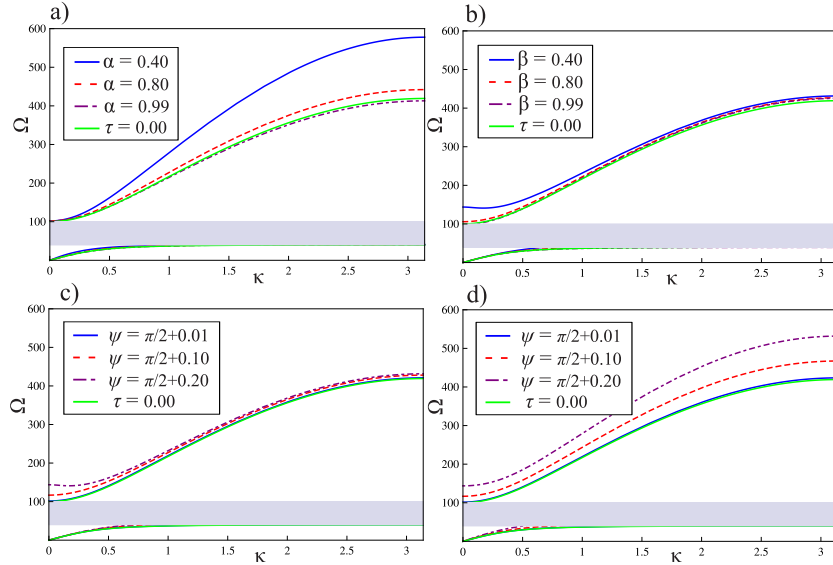 a)
600
α = 0.40
α = 0.80
α = 0.99
τ = 0.00
500
400
Ω
300
200
100
0 0.5 1 1.5 2 2.5 3
κ
b)
600
β = 0.40
β = 0.80
β = 0.99
τ = 0.00
500
400
Ω
300
200
100
0 0.5 1 1.5 2 2.5 3
κ
c)
600
ψ = π/2+0.01
ψ = π/2+0.10
ψ = π/2+0.20
τ = 0.00
500
400
Ω
300
200
100
0 0.5 1 1.5 2 2.5 3
κ
d)
600
ψ = π/2+0.01
ψ = π/2+0.10
ψ = π/2+0.20
τ = 0.00
500
400
Ω
300
200
100
0 0.5 1 1.5 2 2.5 3
κ